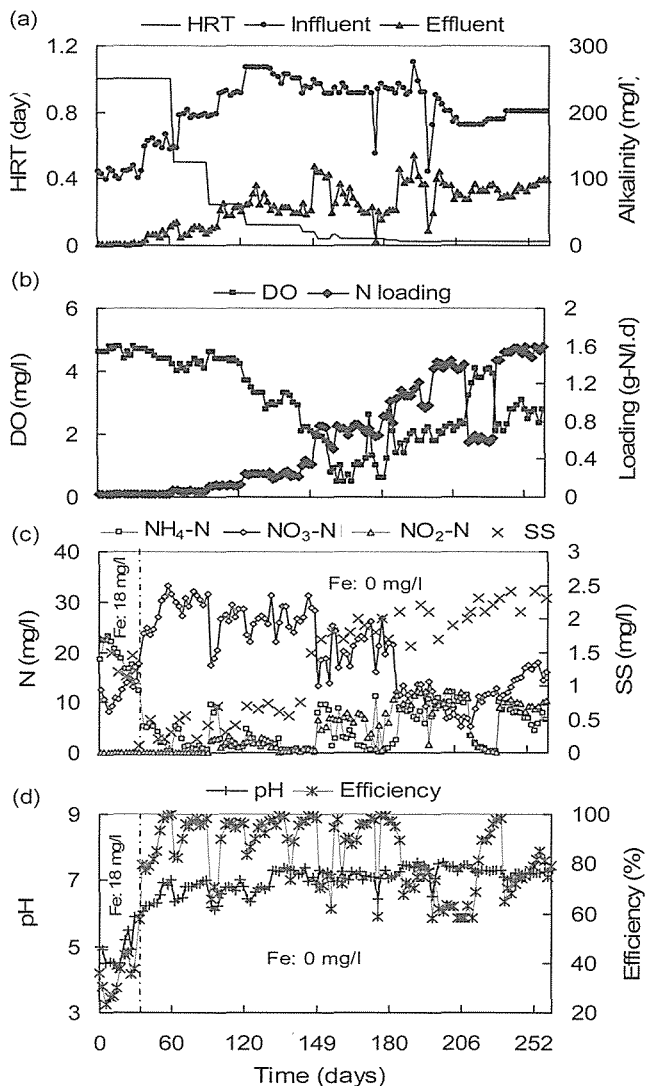 (a)
HRT Inffluent Effluent
1.2 300
0.8 200
0.4 100
0 0
HRT (day)
Alkalinity (mg/l)
(b)
DO N loading
6 2
4 1.6
1.2
2 0.8
0.4
0 0
DO (mg/l)
Loading (g-N/l.d)
(c)
NH4-N NO3-N NO2-N SS
40 3
2.5
30 2
20 1.5
10 1
0.5
0 0
N (mg/l)
SS (mg/l)
Fe: 18 mg/l
Fe: 0 mg/l
(d)
pH Efficiency
9 100
7 80
60
5 40
3 20
pH
Efficiency (%)
Fe: 18 mg/l
Fe: 0 mg/l
0 60 120 149 180 206 252
Time (days)